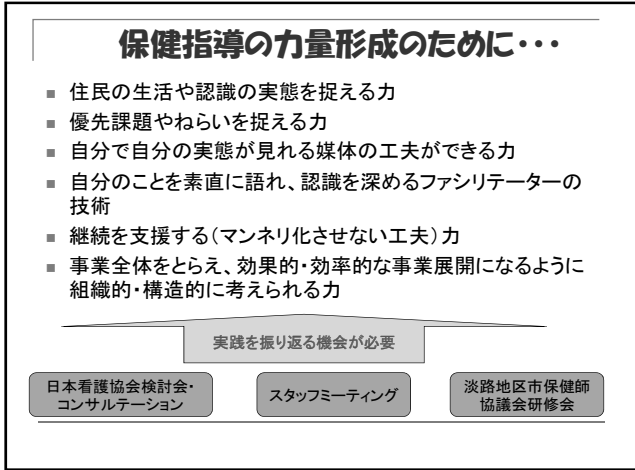 保健指導の力量形成のために・・・
■ 住民の生活や認識の実態を捉える力
■ 優先課題やねらいを捉える力
■ 自分で自分の実態が見れる媒体の工夫ができる力
■ 自分のことを素直に語れ、認識を深めるファシリテーターの
技術
■ 継続を支援する(マンネリ化させない工夫)力
■ 事業全体をとらえ、効果的・効率的な事業展開になるように
組織的・構造的に考えられる力
実践を振り返る機会が必要
日本看護協会検討会・
コンサルテーション
スタッフミーティング
淡路地区市保健師
協議会研修会